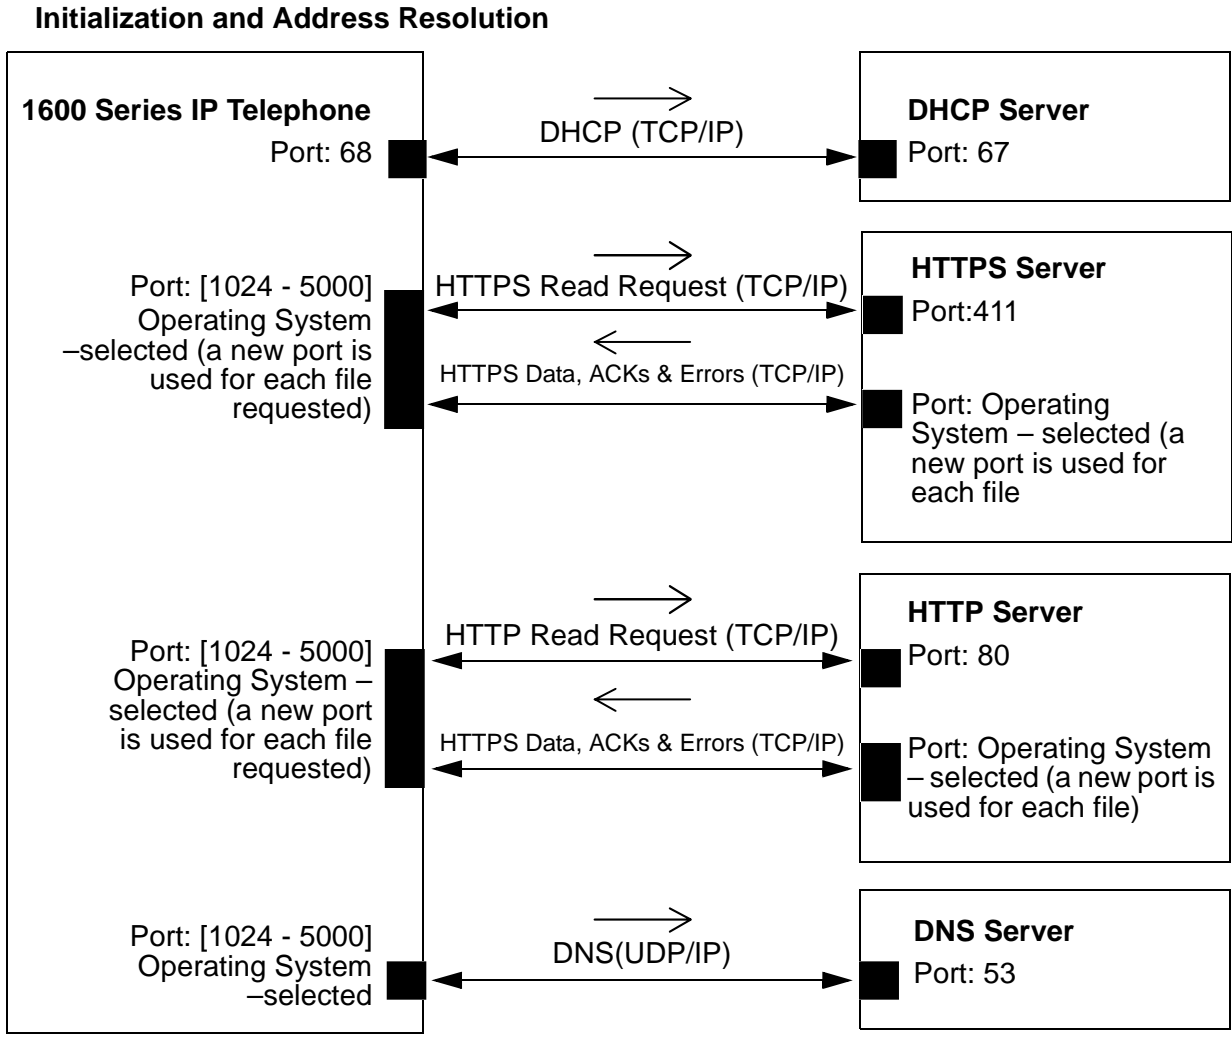 Initialization and Address Resolution
1600 Series IP Telephone
Port: 68
DHCP (TCP/IP)
DHCP Server
Port: 67
Port: [1024 - 5000]
Operating System
–selected (a new port is
used for each file
requested)
HTTPS Read Request (TCP/IP)
HTTPS Data, ACKs & Errors (TCP/IP)
HTTPS Server
Port:411
Port: Operating
System – selected (a
new port is used for
each file
Port: [1024 - 5000]
Operating System –
selected (a new port
is used for each file
requested)
HTTP Read Request (TCP/IP)
HTTPS Data, ACKs & Errors (TCP/IP)
HTTP Server
Port: 80
Port: Operating System
– selected (a new port is
used for each file)
Port: [1024 - 5000]
Operating System
–selected
DNS(UDP/IP)
DNS Server
Port: 53